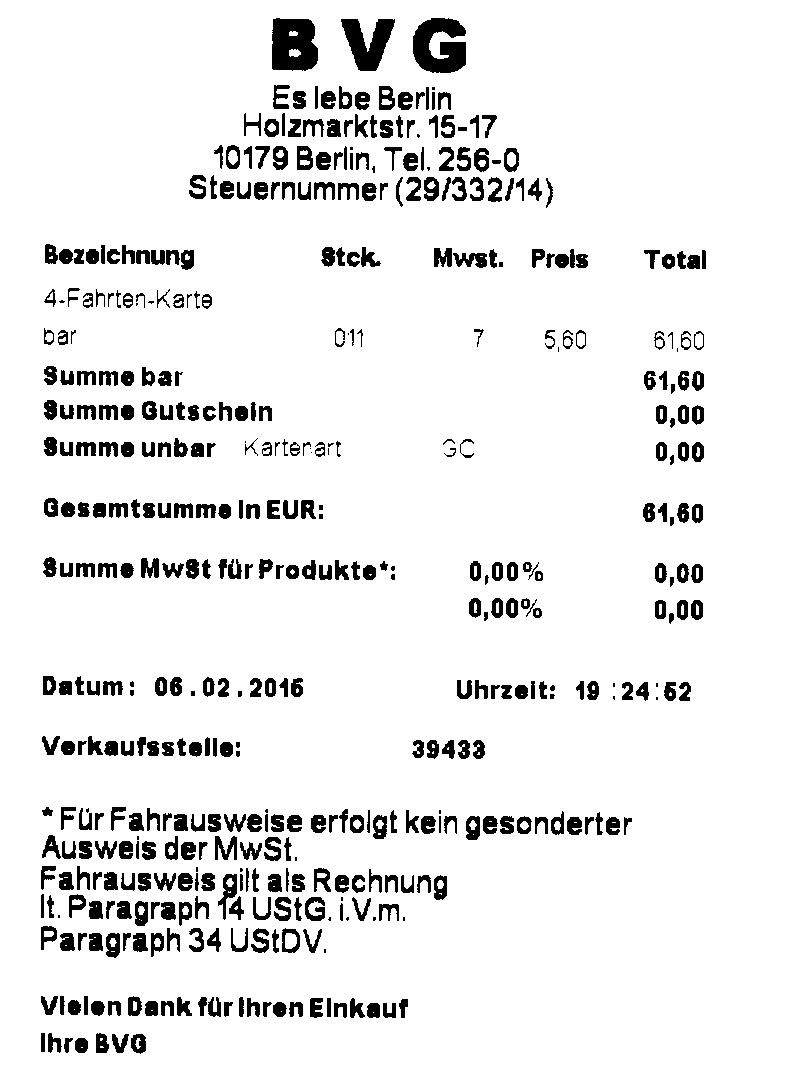 BVG
Es lebe Berlin
Holzmarktstr. 15-17
10179 Berlin, Tel. 256-0
Steuernummer (29/332/14)
Bezeichnung Stck. Mwst. Preis Total
4-Fahrten-Karte
bar 011 7 5,60 61,60
Summe bar 61,60
Summe Gutschein 0,00
Summe unbar Kartenart GC 0,00
Gesamtsumme in EUR: 61,60
Summe MwSt für Produkte*: 0,00% 0,00
0,00% 0,00
Datum: 06.02.2015 Uhrzeit: 19:24:52
Verkaufsstelle: 39433
* Für Fahrausweise erfolgt kein gesonderter
Ausweis der MwSt.
Fahrausweis gilt als Rechnung
lt. Paragraph 14 UStG. i.V.m.
Paragraph 34 UStDV.
Vielen Dank für Ihren Einkauf
Ihre BVG